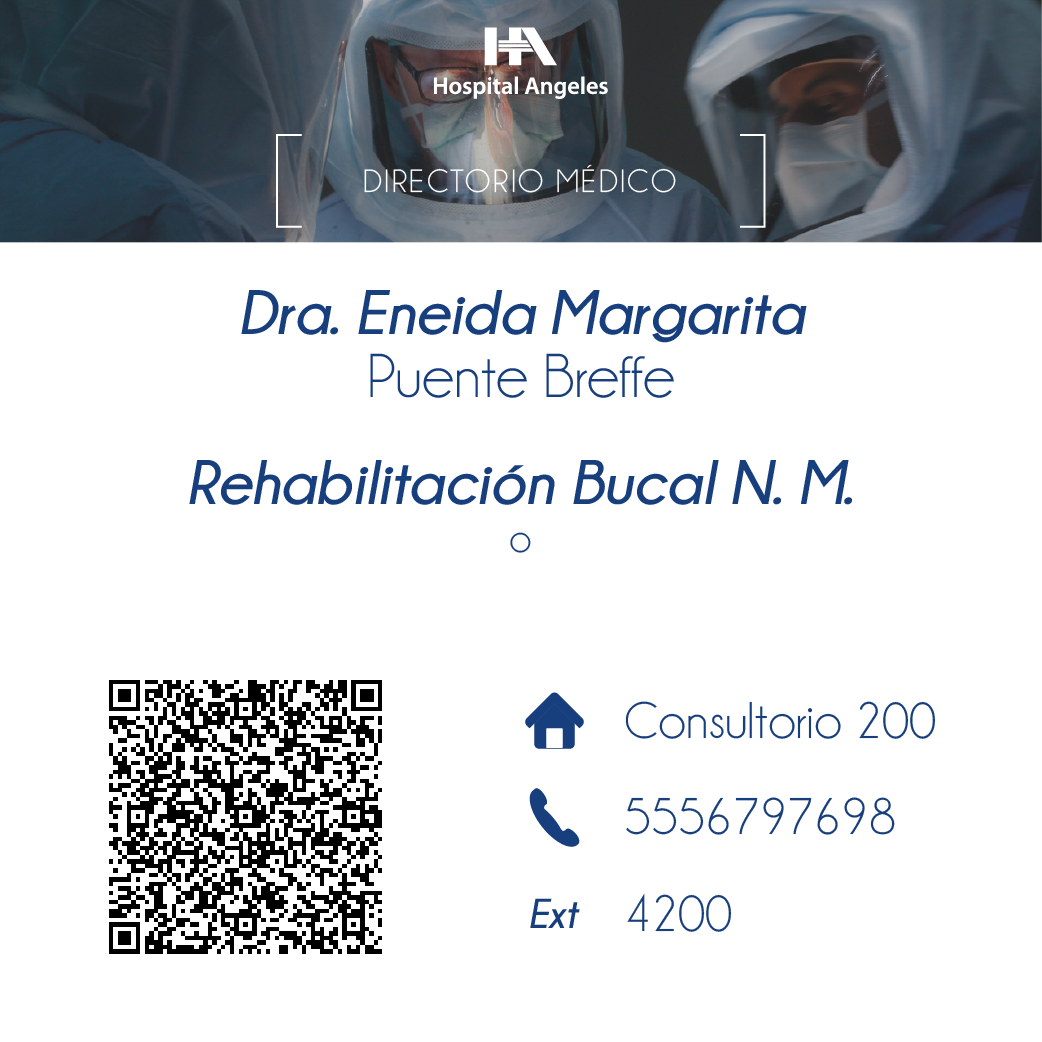 HA
Hospital Angeles
DIRECTORIO MÉDICO
Dra. Eneida Margarita
Puente Breffe
Rehabilitación Bucal N. M.
Consultorio 200
5556797698
Ext 4200